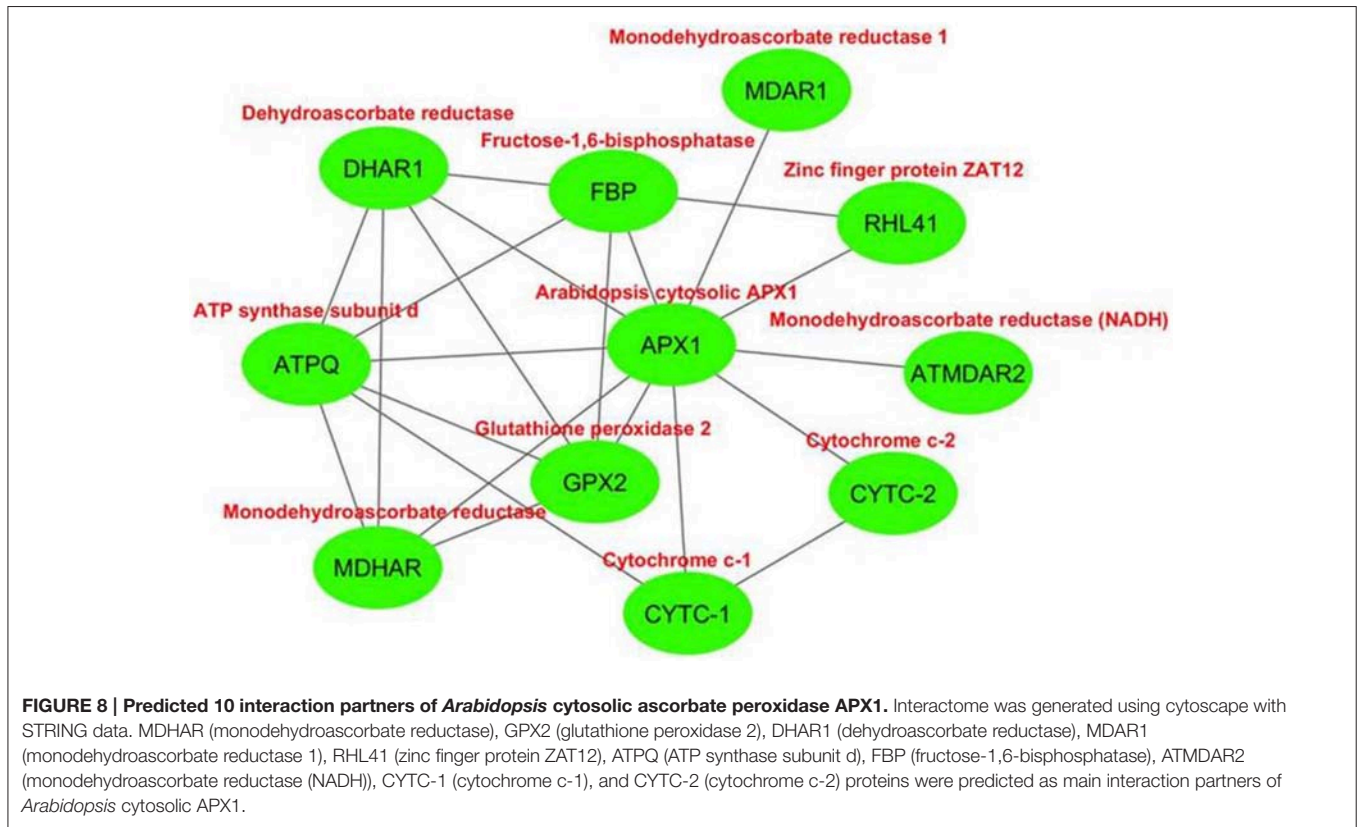 Monodehydroascorbate reductase 1
MDAR1
Dehydroascorbate reductase
DHAR1
Fructose-1,6-bisphosphatase
FBP
Zinc finger protein ZAT12
RHL41
Arabidopsis cytosolic APX1
APX1
ATP synthase subunit d
ATPQ
Monodehydroascorbate reductase (NADH)
ATMDAR2
Glutathione peroxidase 2
GPX2
Cytochrome c-2
CYTC-2
Monodehydroascorbate reductase
MDHAR
Cytochrome c-1
CYTC-1
FIGURE 8 | Predicted 10 interaction partners of Arabidopsis cytosolic ascorbate peroxidase APX1. Interactome was generated using cytoscape with
STRING data. MDHAR (monodehydroascorbate reductase), GPX2 (glutathione peroxidase 2), DHAR1 (dehydroascorbate reductase), MDAR1
(monodehydroascorbate reductase 1), RHL41 (zinc finger protein ZAT12), ATPQ (ATP synthase subunit d), FBP (fructose-1,6-bisphosphatase), ATMDAR2
(monodehydroascorbate reductase (NADH)), CYTC-1 (cytochrome c-1), and CYTC-2 (cytochrome c-2) proteins were predicted as main interaction partners of
Arabidopsis cytosolic APX1.